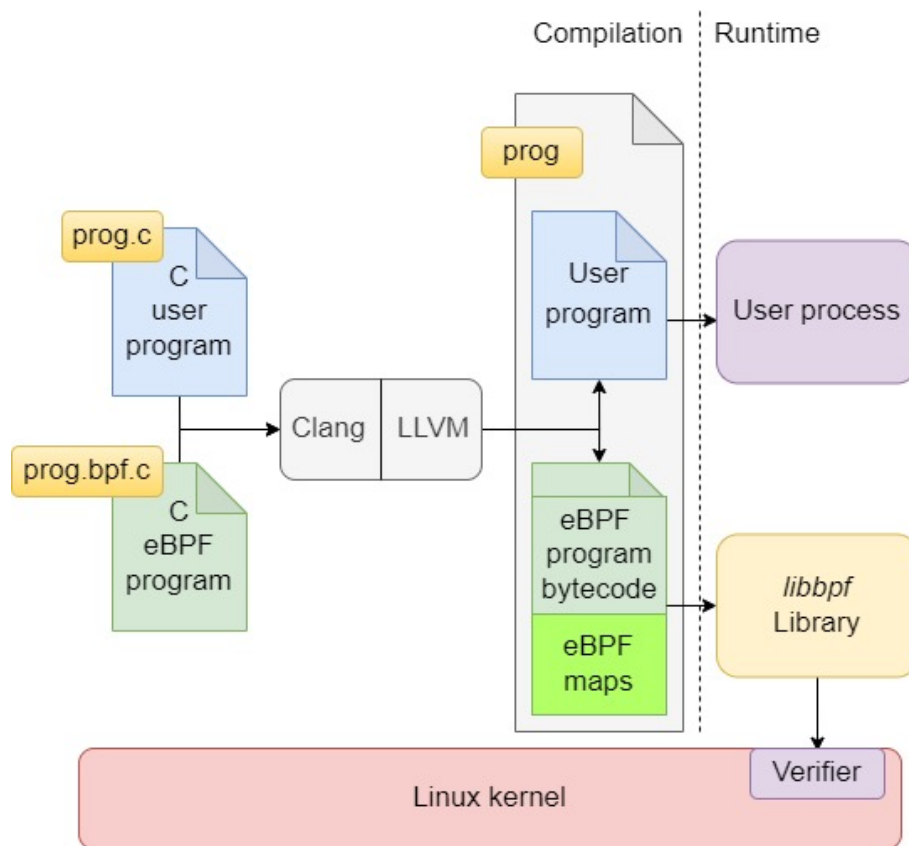 Compilation
Runtime
prog
prog.c
C
user
program
User
program
User process
Clang
LLVM
prog.bpf.c
C
eBPF
program
eBPF
program
bytecode
eBPF
maps
libbpf
Library
Verifier
Linux kernel